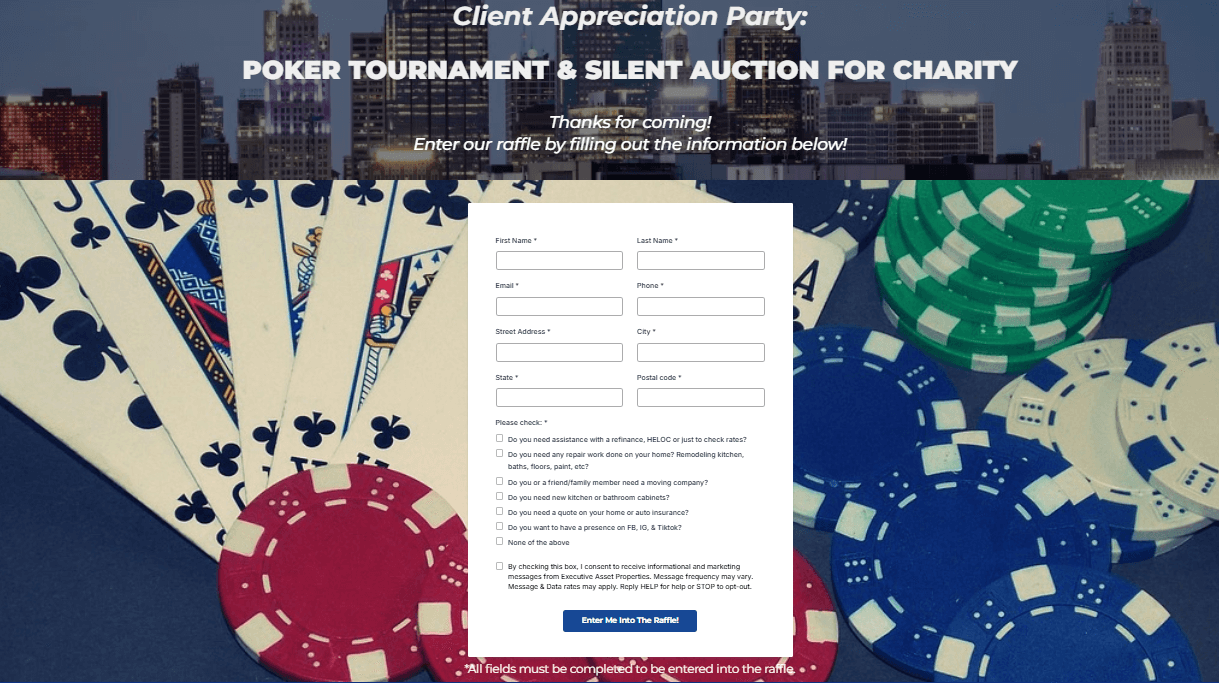 Client Appreciation Party:
POKER TOURNAMENT & SILENT AUCTION FOR CHARITY
Thanks for coming!
Enter our raffle by filling out the information below!
J
A
A
First Name *
Last Name *
Email *
Phone *
Street Address *
City *
State *
Postal code *
Please check: *
Do you need assistance with a refinance, HELOC or just to check rates?
Do you need any repair work done on your home? Remodeling kitchen,
baths, floors, paint, etc?
Do you or a friend/family member need a moving company?
Do you need new kitchen or bathroom cabinets?
Do you need a quote on your home or auto insurance?
Do you want to have a presence on FB, IG, & Tiktok?
None of the above
By checking this box, I consent to receive informational and marketing
messages from Executive Asset Properties. Message frequency may vary.
Message & Data rates may apply. Reply HELP for help or STOP to opt-out.
Enter Me Into The Raffle!
*All fields must be completed to be entered into the raffle